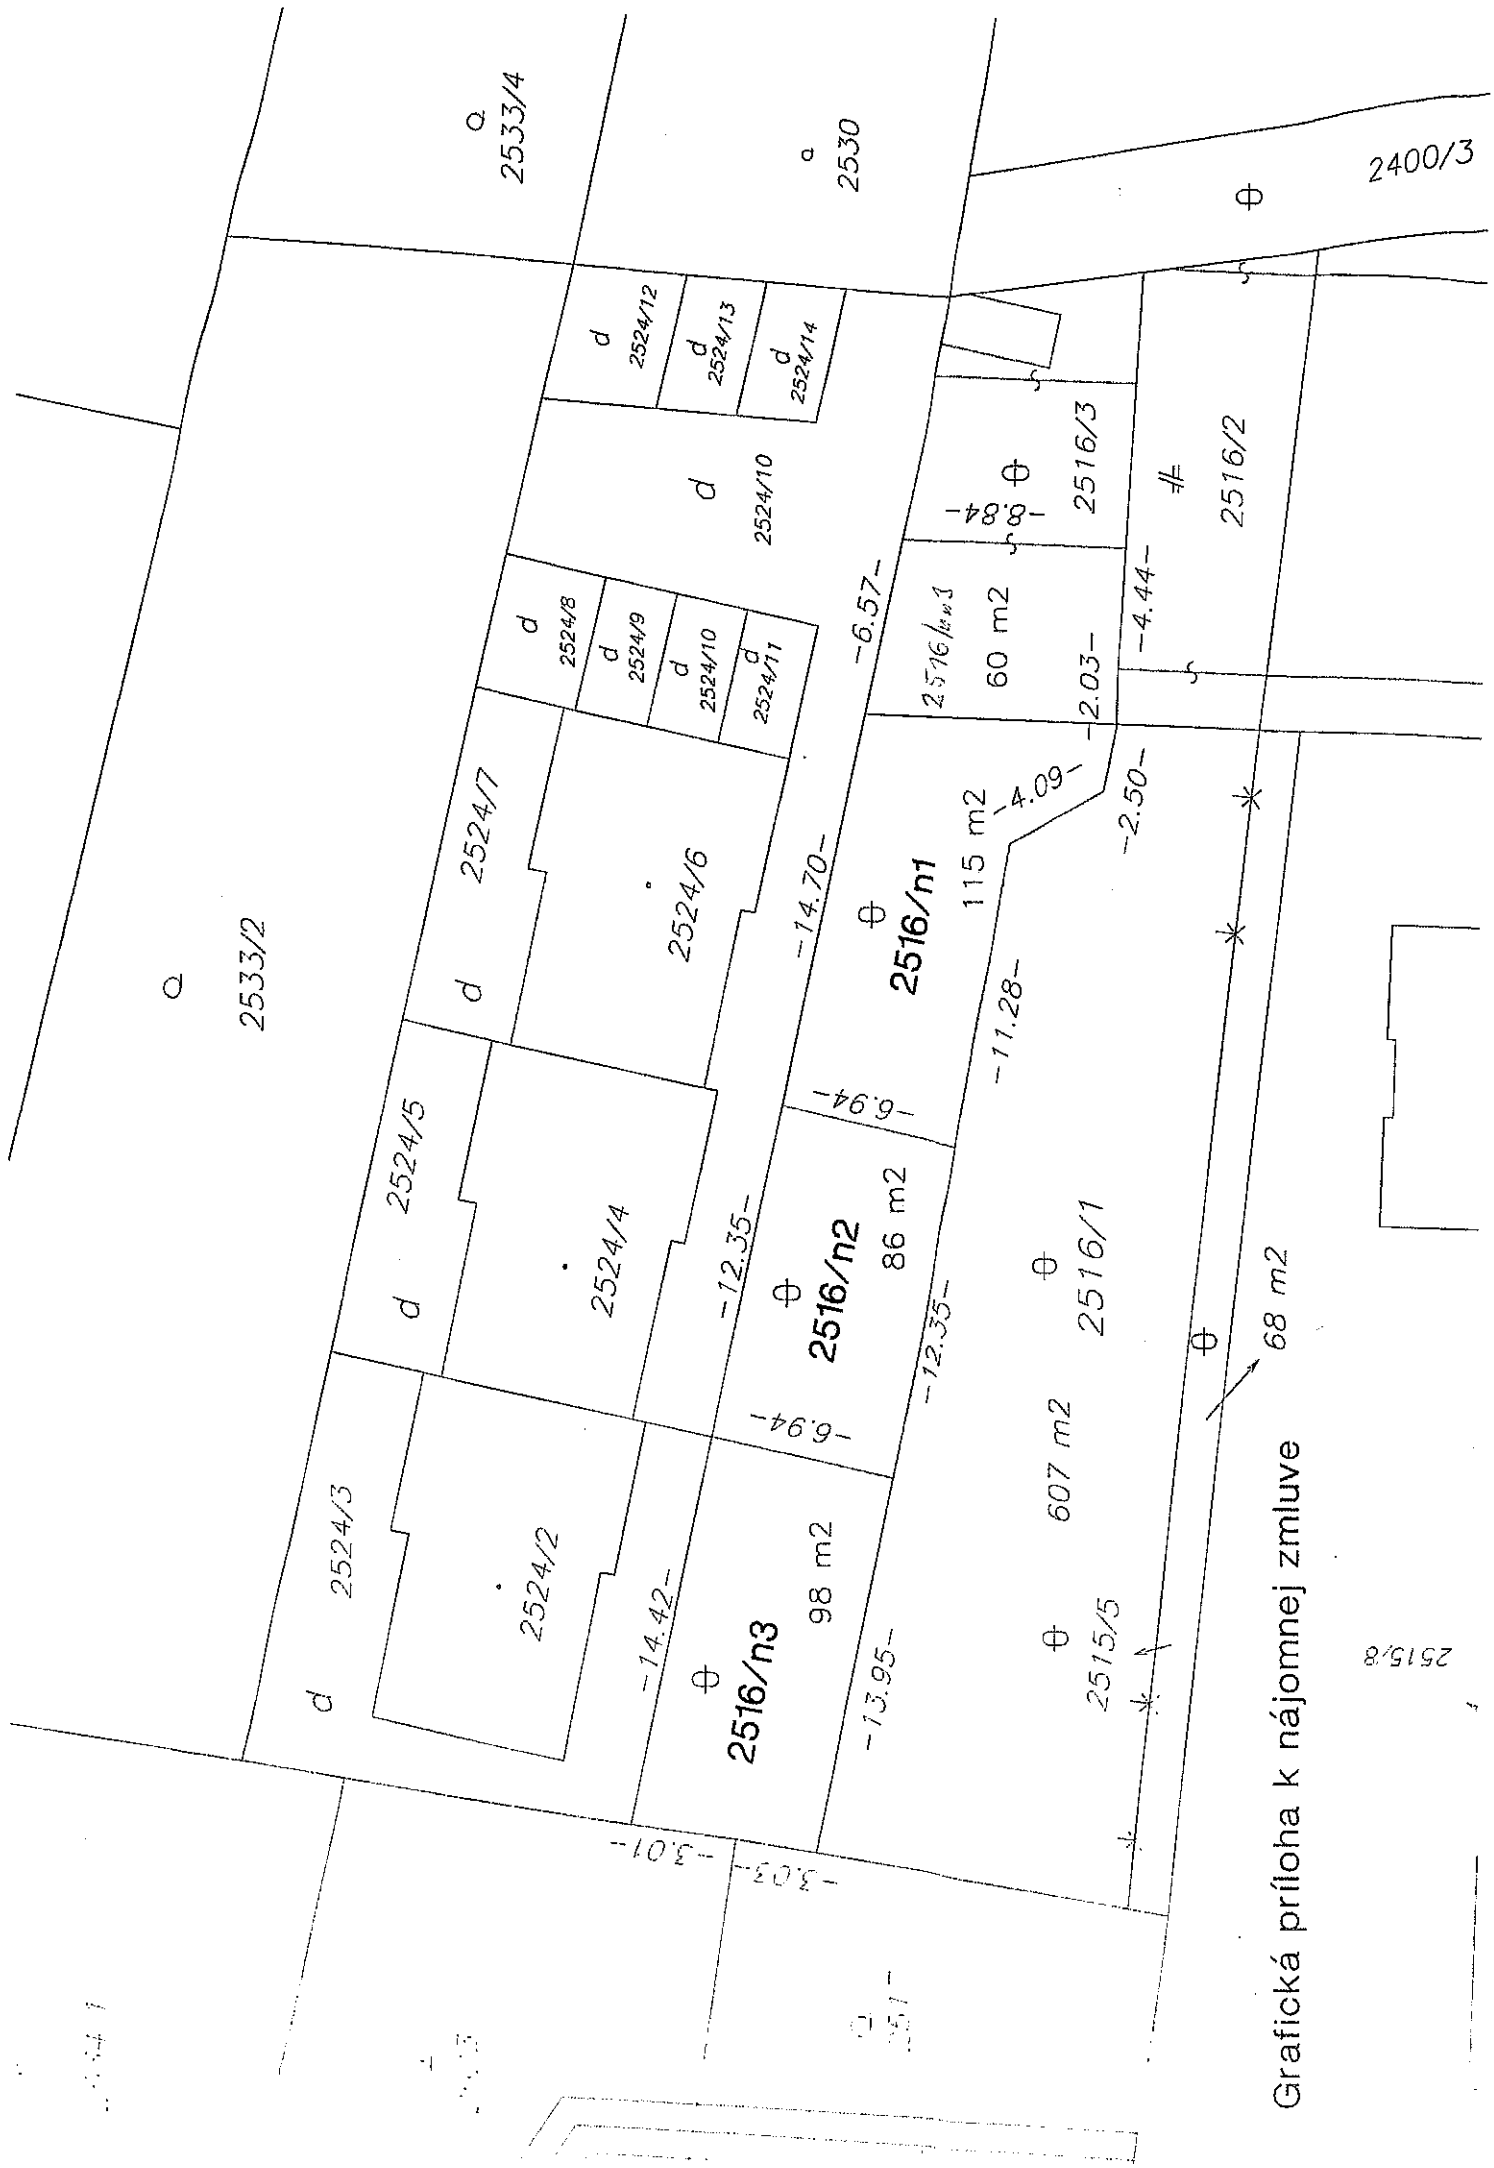 2533/4
2530
2400/3
d
2524/12
d
2524/13
d
2524/14
d
2524/10
d
2524/8
d
2524/9
d
2524/10
d
2524/11
2516/3
-8.84-
2516/2
-6.57-
60 m2
-2.03-
-4.44-
2533/2
2524/7
d
2524/6
-14.70-
2516/n1
115 m2
-4.09-
-2.50-
-11.28-
-6.94-
2524/5
d
2524/4
-12.35-
2516/n2
86 m2
-12.35-
-6.94-
2516/1
607 m2
68 m2
2524/3
d
2524/2
-14.42-
2516/n3
98 m2
-13.95-
-3.01-
-3.03-
2515/5
2515/8
Grafická príloha k nájomnej zmluve